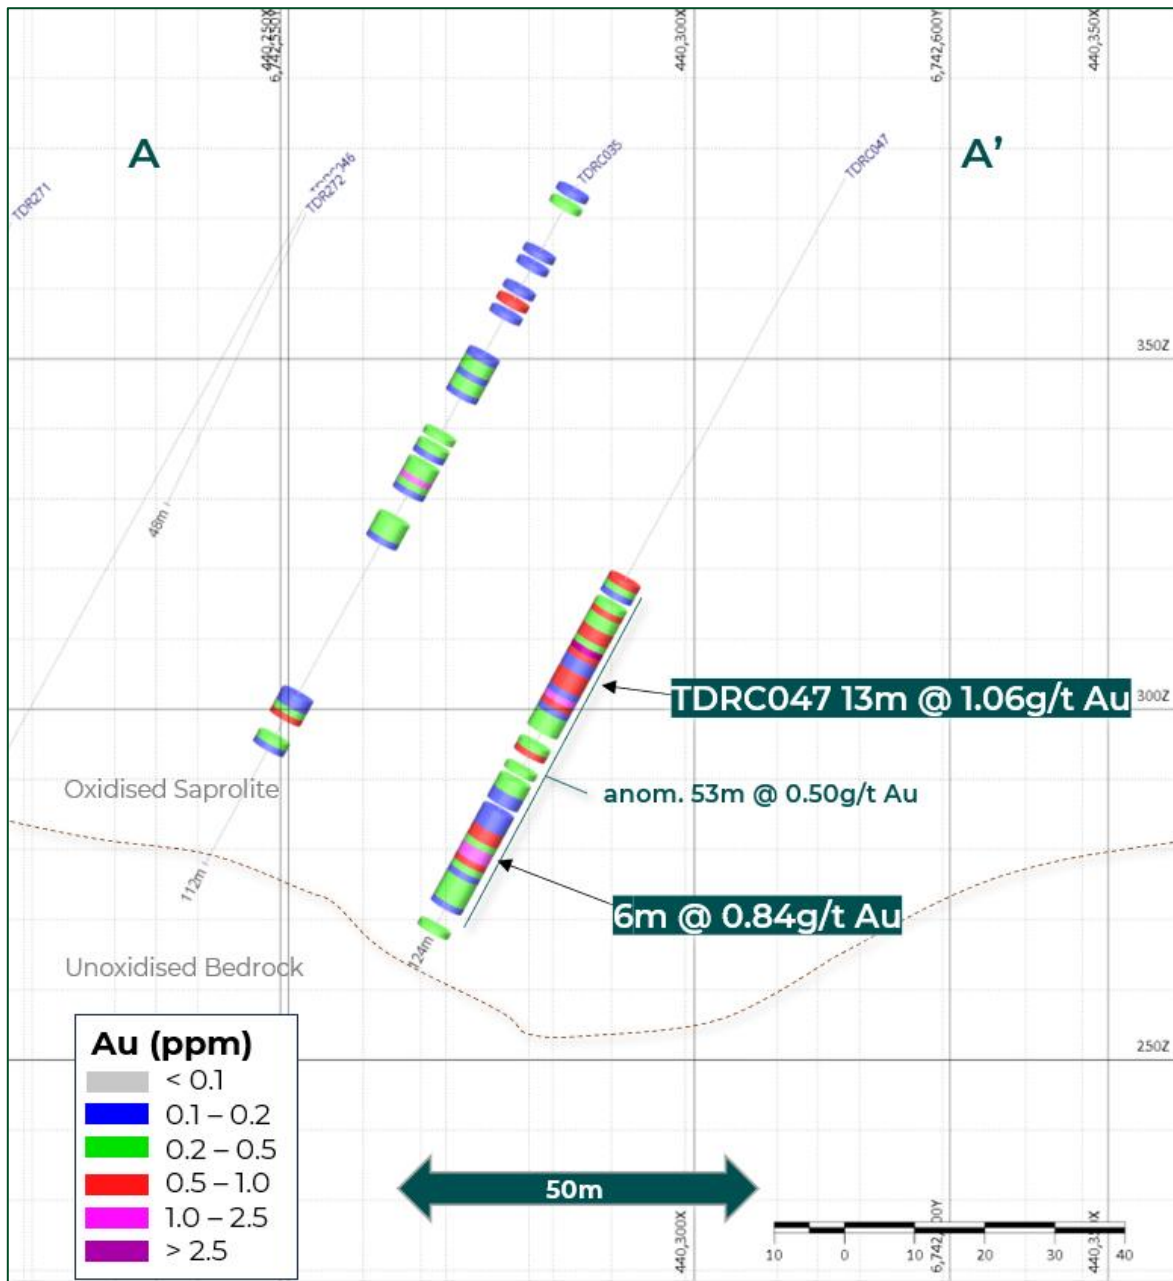 440,250X
6,742,550Y
440,300X
6,742,600Y
440,350X
A
A’
TDR271
TDRC046
TDR272
TDRC035
TDRC047
350Z
48m
TDRC047 13m @ 1.06g/t Au
300Z
anom. 53m @ 0.50g/t Au
Oxidised Saprolite
112m
6m @ 0.84g/t Au
124m
Unoxidised Bedrock
250Z
Au (ppm)
< 0.1
0.1 – 0.2
0.2 – 0.5
0.5 – 1.0
1.0 – 2.5
> 2.5
50m
440,300X
10 0 10 20 30 40